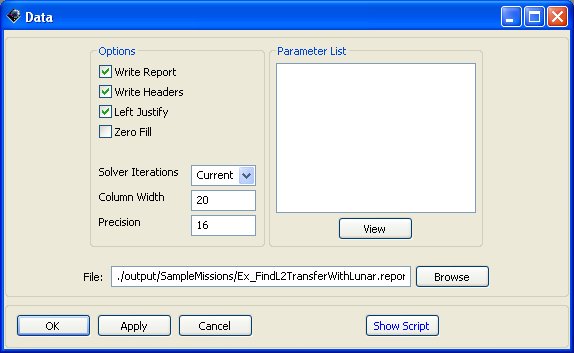 Data
Options
Write Report
Write Headers
Left Justify
Zero Fill
Solver Iterations Current
Column Width 20
Precision 16
Parameter List
View
File: ./output/SampleMissions/Ex_FindL2TransferWithLunar.repor Browse
OK Apply Cancel Show Script